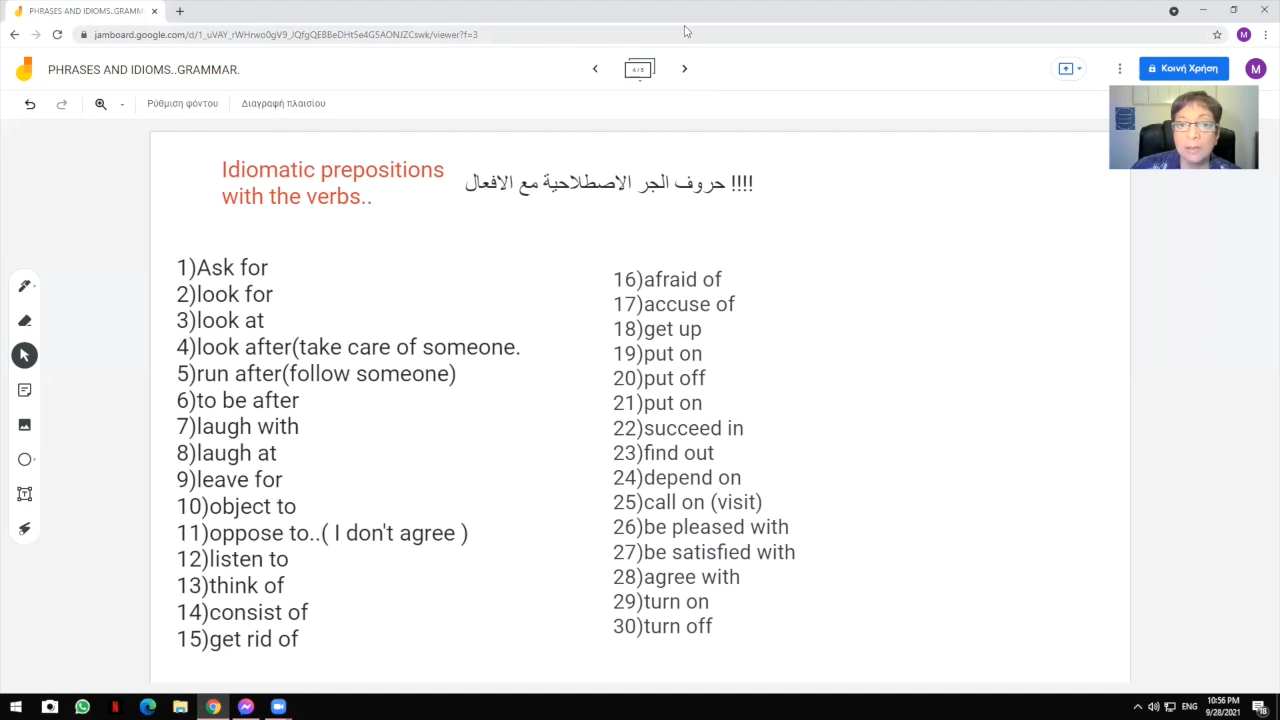 PHRASES AND IDIOMS..GRAMM
jamboard.google.com/d/1_uVAY_rWHrwo0gV9_JQfgQEBBeDHt5e4G5AONJZCswk/viewer?f=3
M
PHRASES AND IDIOMS..GRAMMAR.
4 / 5
Κοινή Χρήση
M
Ρύθμιση φόντου
Διαγραφή πλαισίου
Idiomatic prepositions
with the verbs..
حروف الجر الاصطلاحية مع الافعال !!!!
1)Ask for
2)look for
3)look at
4)look after(take care of someone.
5)run after(follow someone)
6)to be after
7)laugh with
8)laugh at
9)leave for
10)object to
11)oppose to..( I don't agree )
12)listen to
13)think of
14)consist of
15)get rid of
16)afraid of
17)accuse of
18)get up
19)put on
20)put off
21)put on
22)succeed in
23)find out
24)depend on
25)call on (visit)
26)be pleased with
27)be satisfied with
28)agree with
29)turn on
30)turn off
ENG
10:56 PM
9/28/2021
18